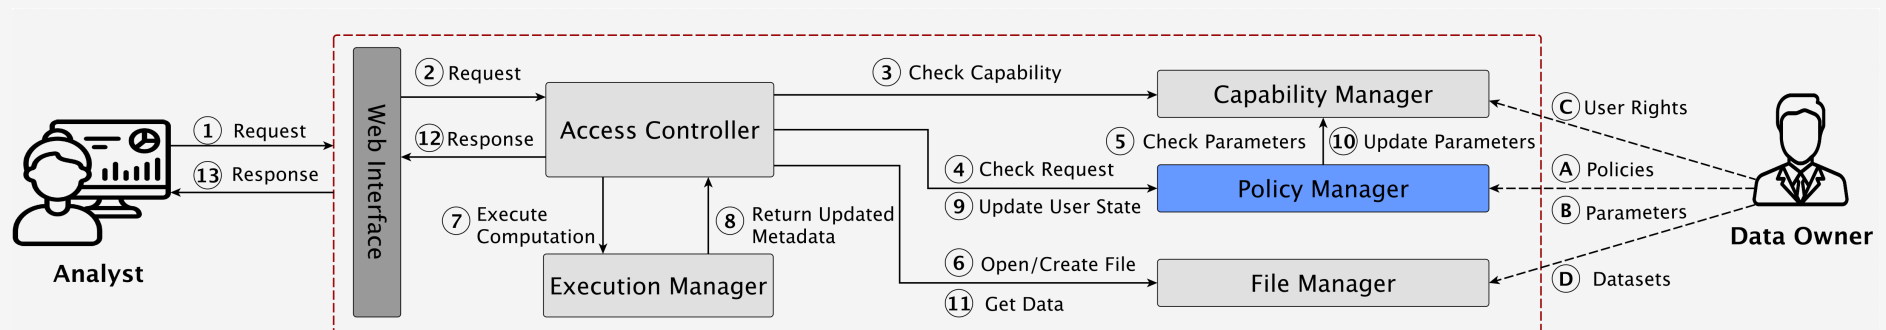 1 Request
13 Response
Analyst
Web Interface
2 Request
12 Response
Access Controller
7 Execute
Computation
8 Return Updated
Metadata
Execution Manager
3 Check Capability
4 Check Request
9 Update User State
6 Open/Create File
11 Get Data
Capability Manager
5 Check Parameters
10 Update Parameters
Policy Manager
File Manager
C User Rights
A Policies
B Parameters
D Datasets
Data Owner